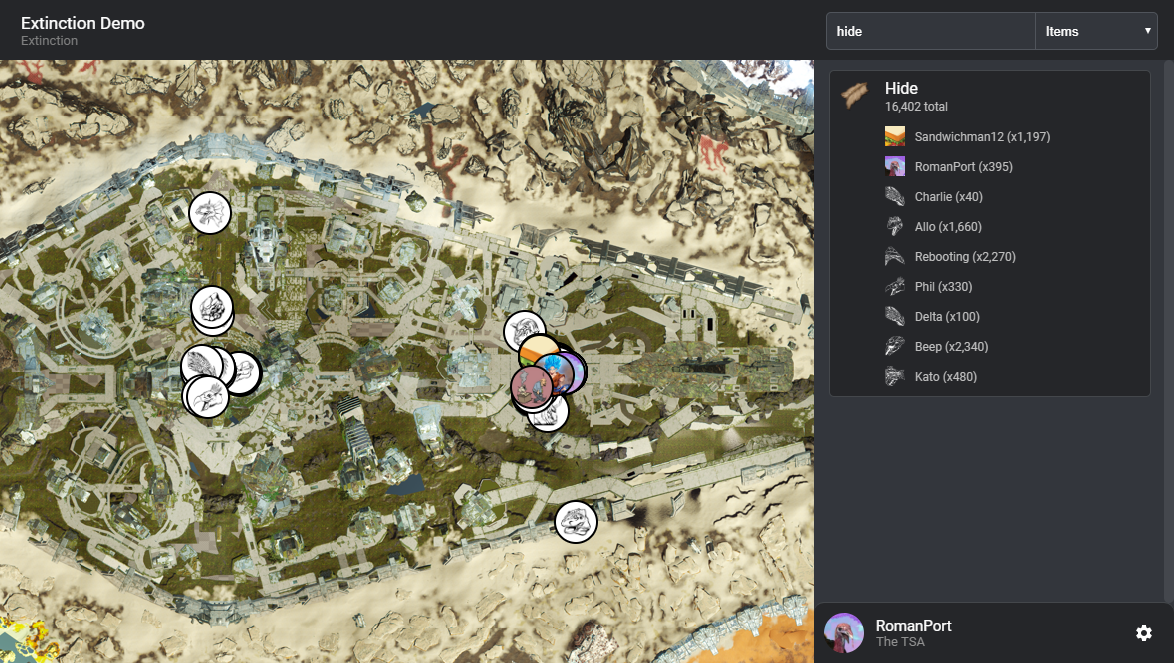 Extinction Demo
Extinction
hide
Items
Hide
16,402 total
Sandwichman12 (x1,197)
RomanPort (x395)
Charlie (x40)
Allo (x1,660)
Rebooting (x2,270)
Phil (x330)
Delta (x100)
Beep (x2,340)
Kato (x480)
RomanPort
The TSA